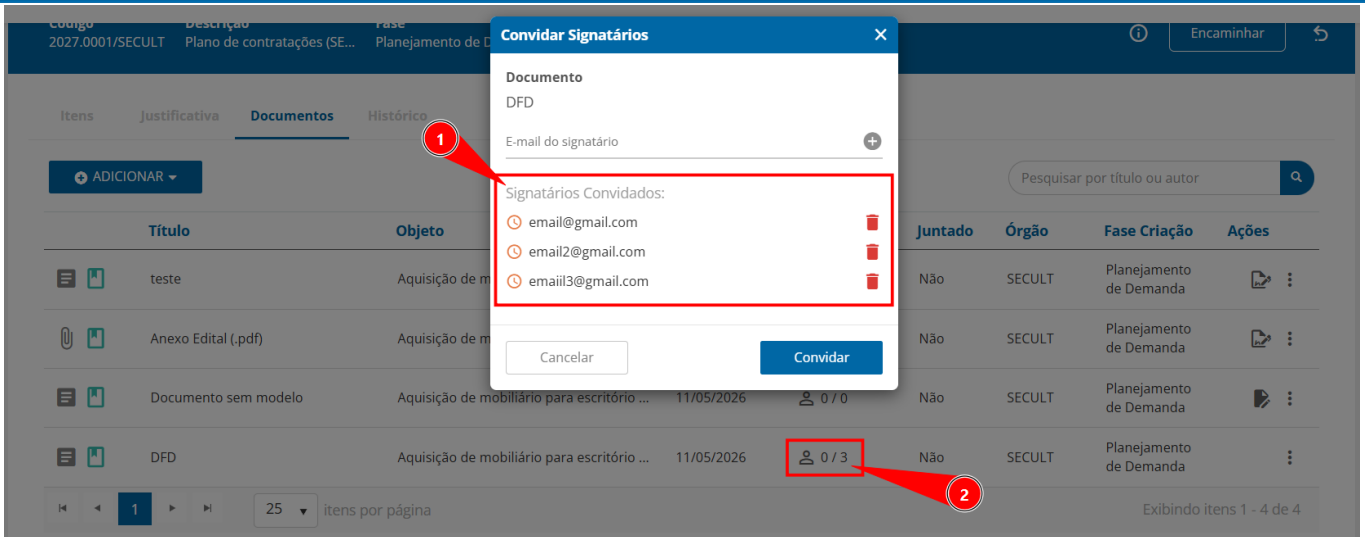 Código Descrição Fase
2027.0001/SECULT Plano de contratações (SE... Planejamento de D
Encaminhar
Convidar Signatários
Documento
DFD
E-mail do signatário
Signatários Convidados:
email@gmail.com
email2@gmail.com
emaiil3@gmail.com
Cancelar Convidar
Itens Justificativa Documentos Histórico
1
ADICIONAR
Pesquisar por título ou autor
Título Objeto Juntado Órgão Fase Criação Ações
teste Aquisição de m Não SECULT Planejamento
de Demanda
Anexo Edital (.pdf) Aquisição de m Não SECULT Planejamento
de Demanda
Documento sem modelo Aquisição de mobiliário para escritório ... 11/05/2026 0 / 0 Não SECULT Planejamento
de Demanda
DFD Aquisição de mobiliário para escritório ... 11/05/2026 0 / 3 Não SECULT Planejamento
de Demanda
2
1 25 itens por página Exibindo itens 1 - 4 de 4